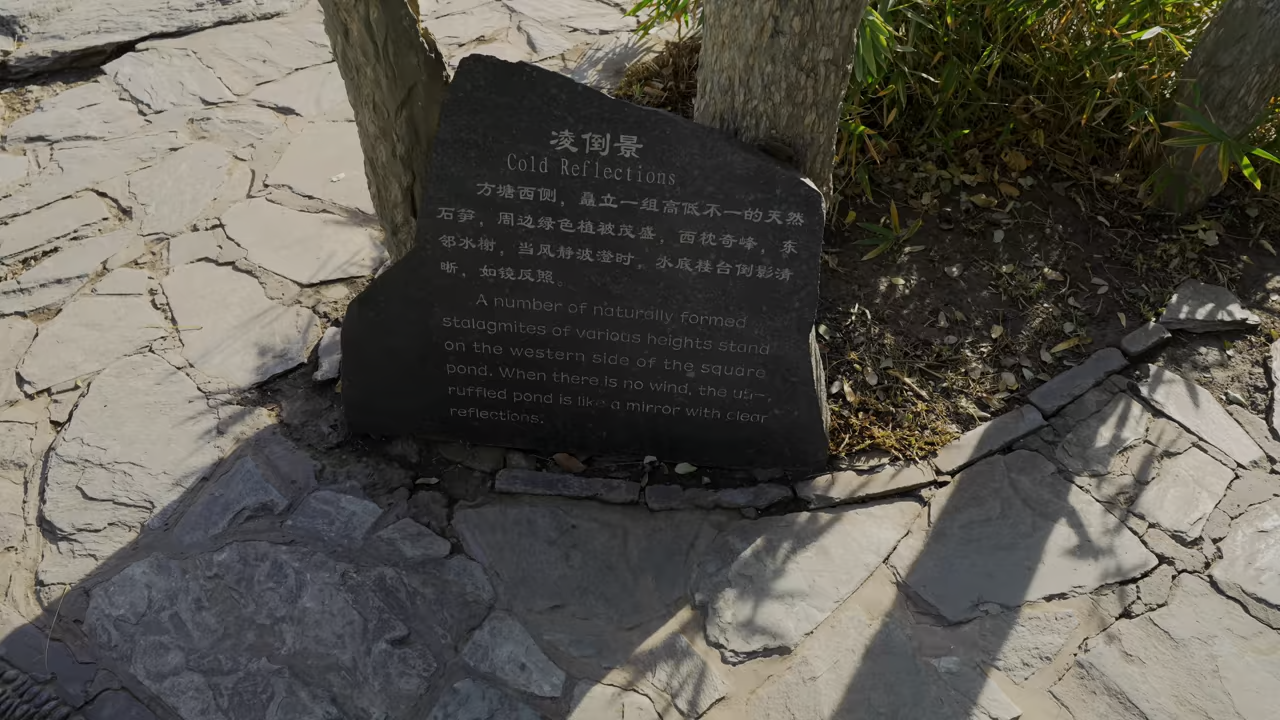 凌倒景
Cold Reflections
方塘西侧，矗立一组高低不一的天然
石笋，周边绿色植被茂盛，西枕奇峰，东
邻水榭，当风静波澄时，水底楼台倒影清
晰，如镜反照。
A number of naturally formed
stalagmites of various heights stand
on the western side of the square
pond. When there is no wind, the
ruffled pond is like a mirror with clear
reflections.